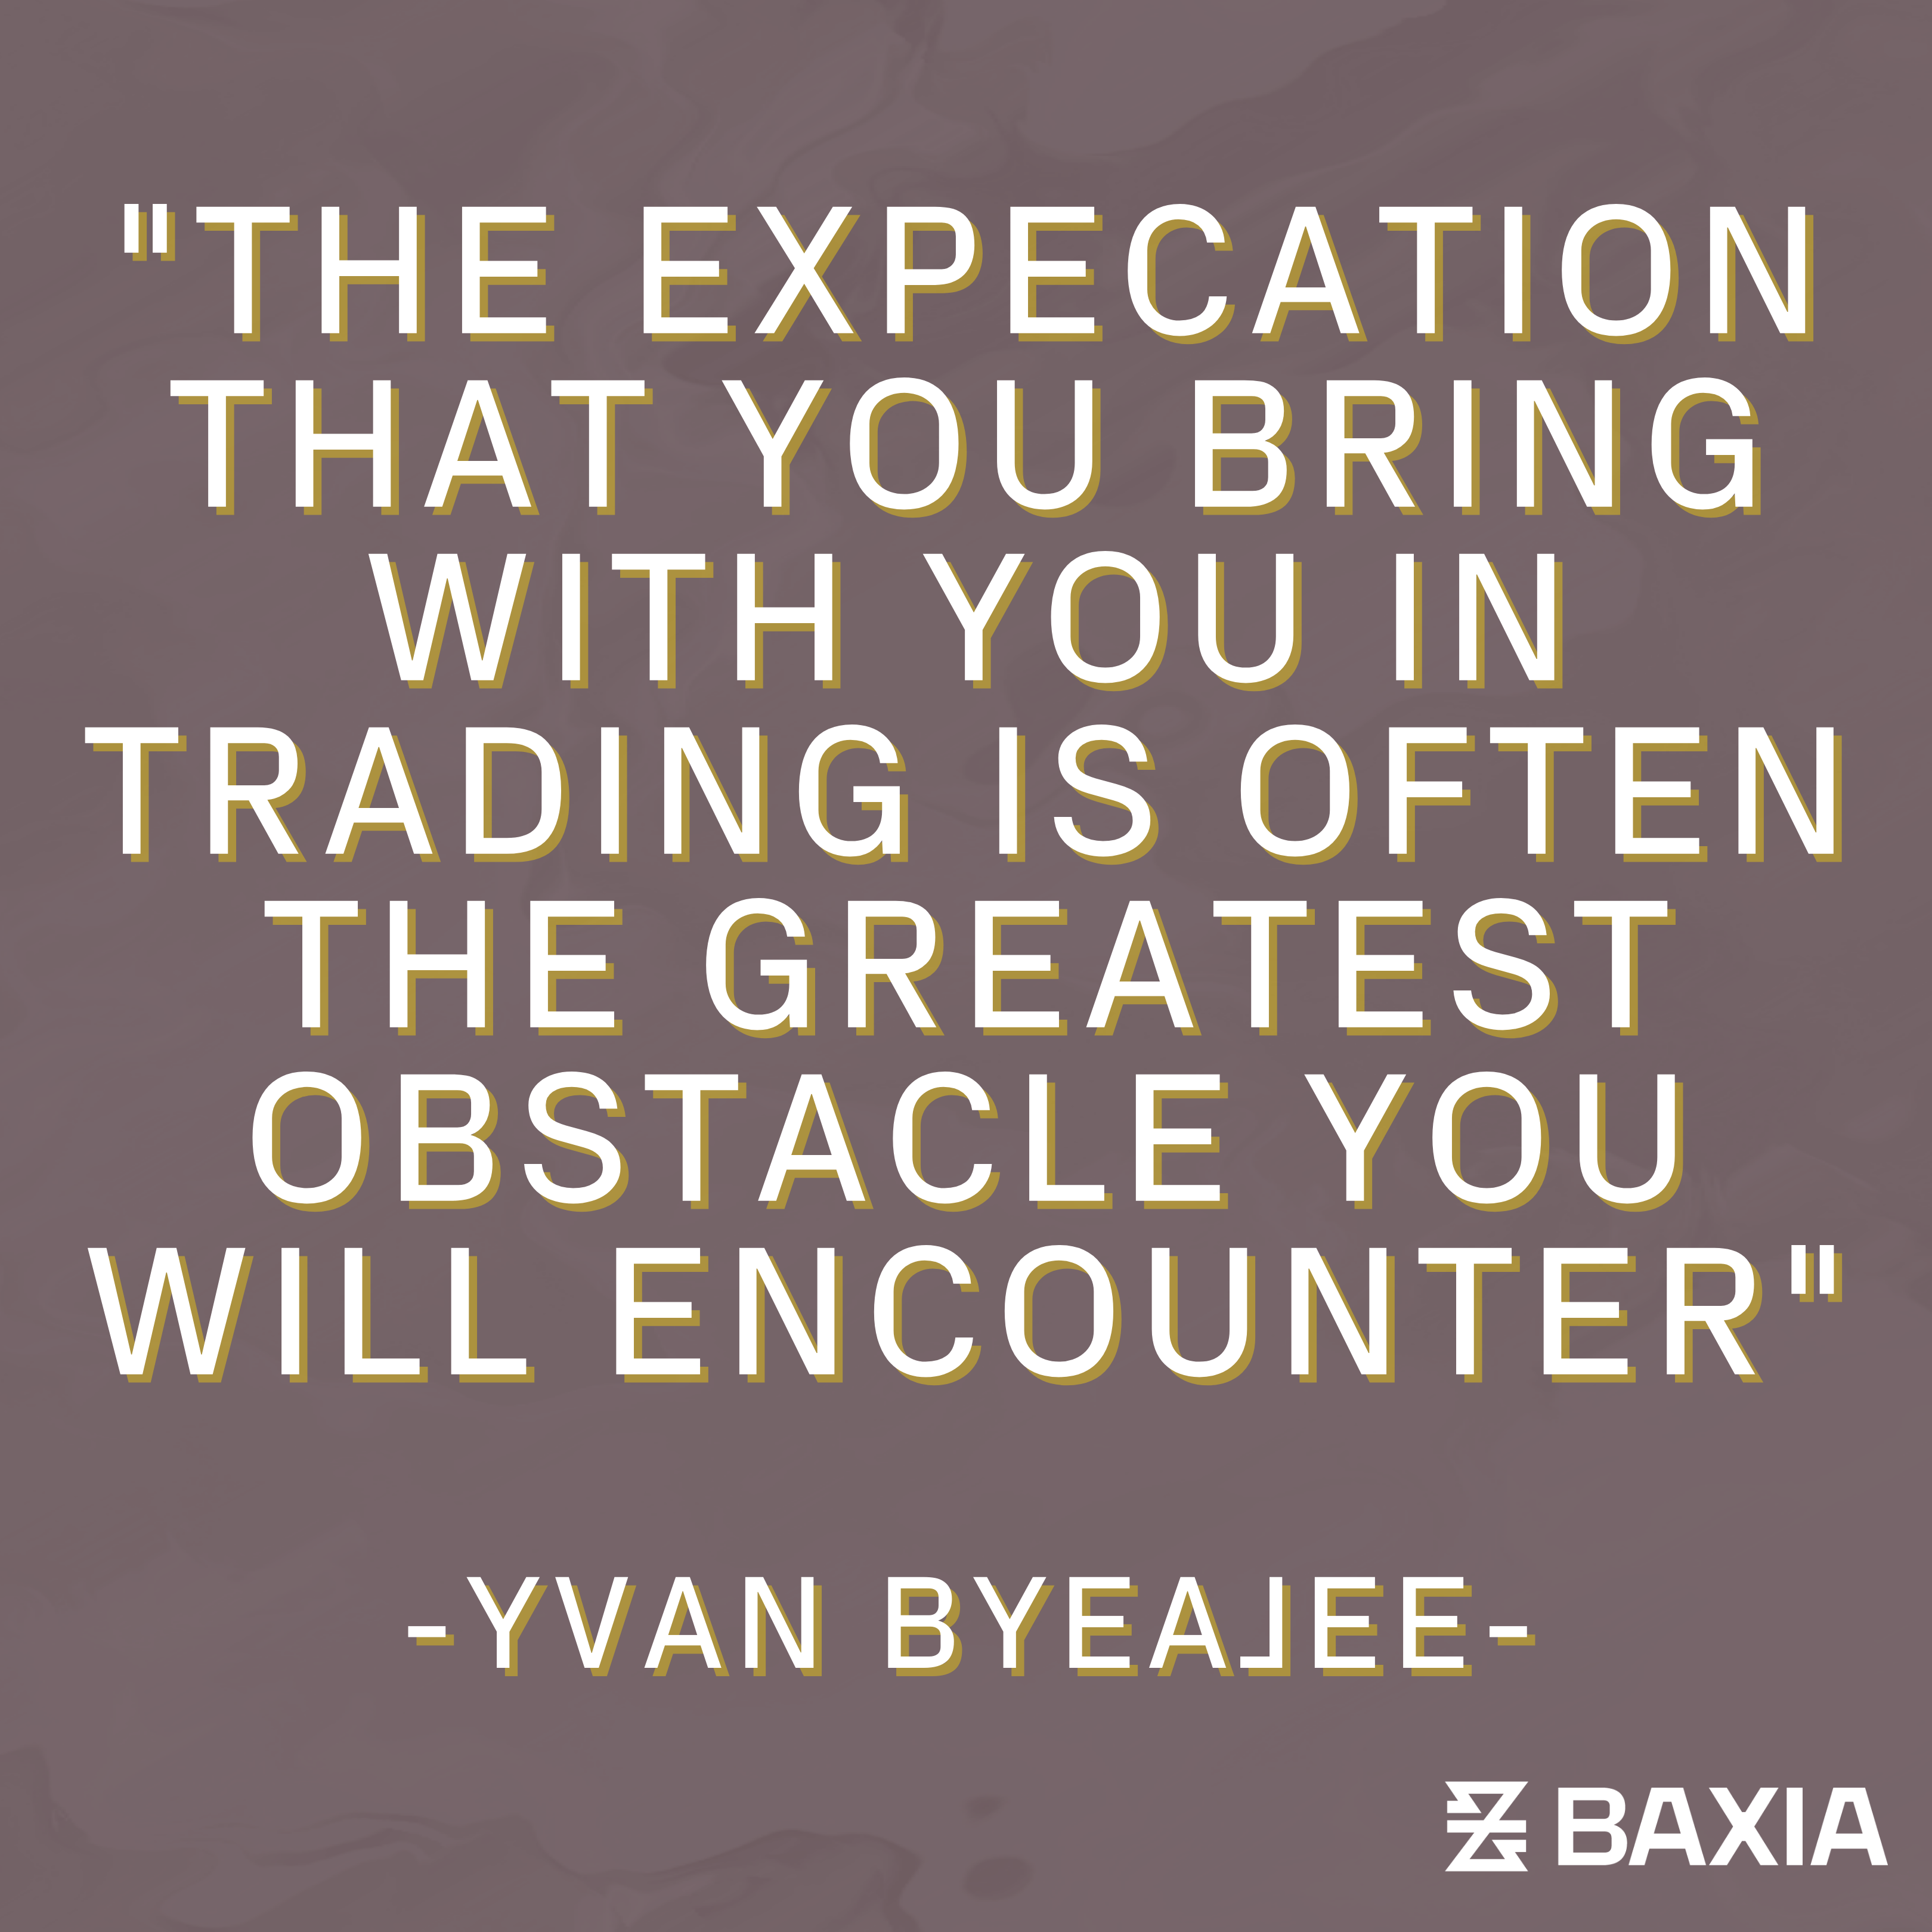 "THE EXPECATION
THAT YOU BRING
WITH YOU IN
TRADING IS OFTEN
THE GREATEST
OBSTACLE YOU
WILL ENCOUNTER"
-YVAN BYEAJEE-
BAXIA